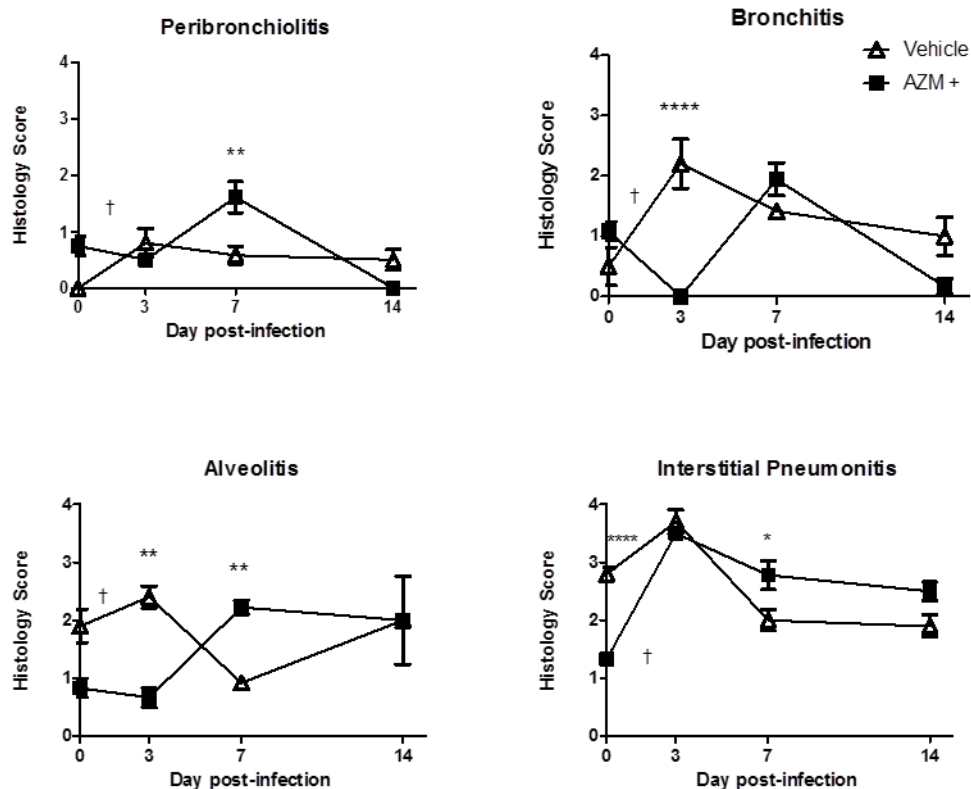 Peribronchiolitis
4
3
2
1
0
Histology Score
†
**
0 3 7 14
Day post-infection
Bronchitis
Vehicle
AZM +
4
3
2
1
0
Histology Score
†
****
0 3 7 14
Day post-infection
Alveolitis
4
3
2
1
0
Histology Score
†
**
**
0 3 7 14
Day post-infection
Interstitial Pneumonitis
4
3
2
1
0
Histology Score
****
*
†
0 3 7 14
Day post-infection